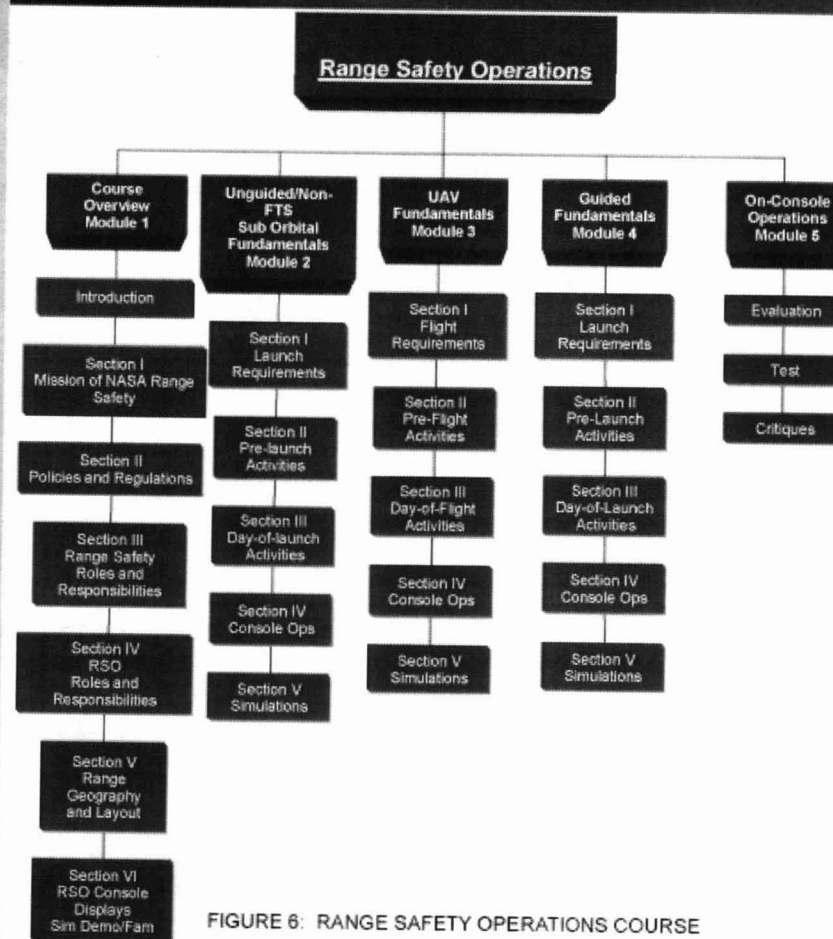 Range Safety Operations
Course
Overview
Module 1
Introduction
Section I
Mission of NASA Range
Safety
Section II
Policies and Regulations
Section III
Range Safety
Roles and
Responsibilities
Section IV
RSO
Roles and
Responsibilities
Section V
Range
Geography
and Layout
Section VI
RSO Console
Displays
Sim Demo/Fam
Unguided/Non-
FTS
Sub Orbital
Fundamentals
Module 2
Section I
Launch
Requirements
Section II
Pre-launch
Activities
Section III
Day-of-launch
Activities
Section IV
Console Ops
Section V
Simulations
UAV
Fundamentals
Module 3
Section I
Flight
Requirements
Section II
Pre-Flight
Activities
Section III
Day-of-Flight
Activities
Section IV
Console Ops
Section V
Simulations
Guided
Fundamentals
Module 4
Section I
Launch
Requirements
Section II
Pre-Launch
Activities
Section III
Day-of-Launch
Activities
Section IV
Console Ops
Section V
Simulations
On-Console
Operations
Module 5
Evaluation
Test
Critiques
FIGURE 6: RANGE SAFETY OPERATIONS COURSE